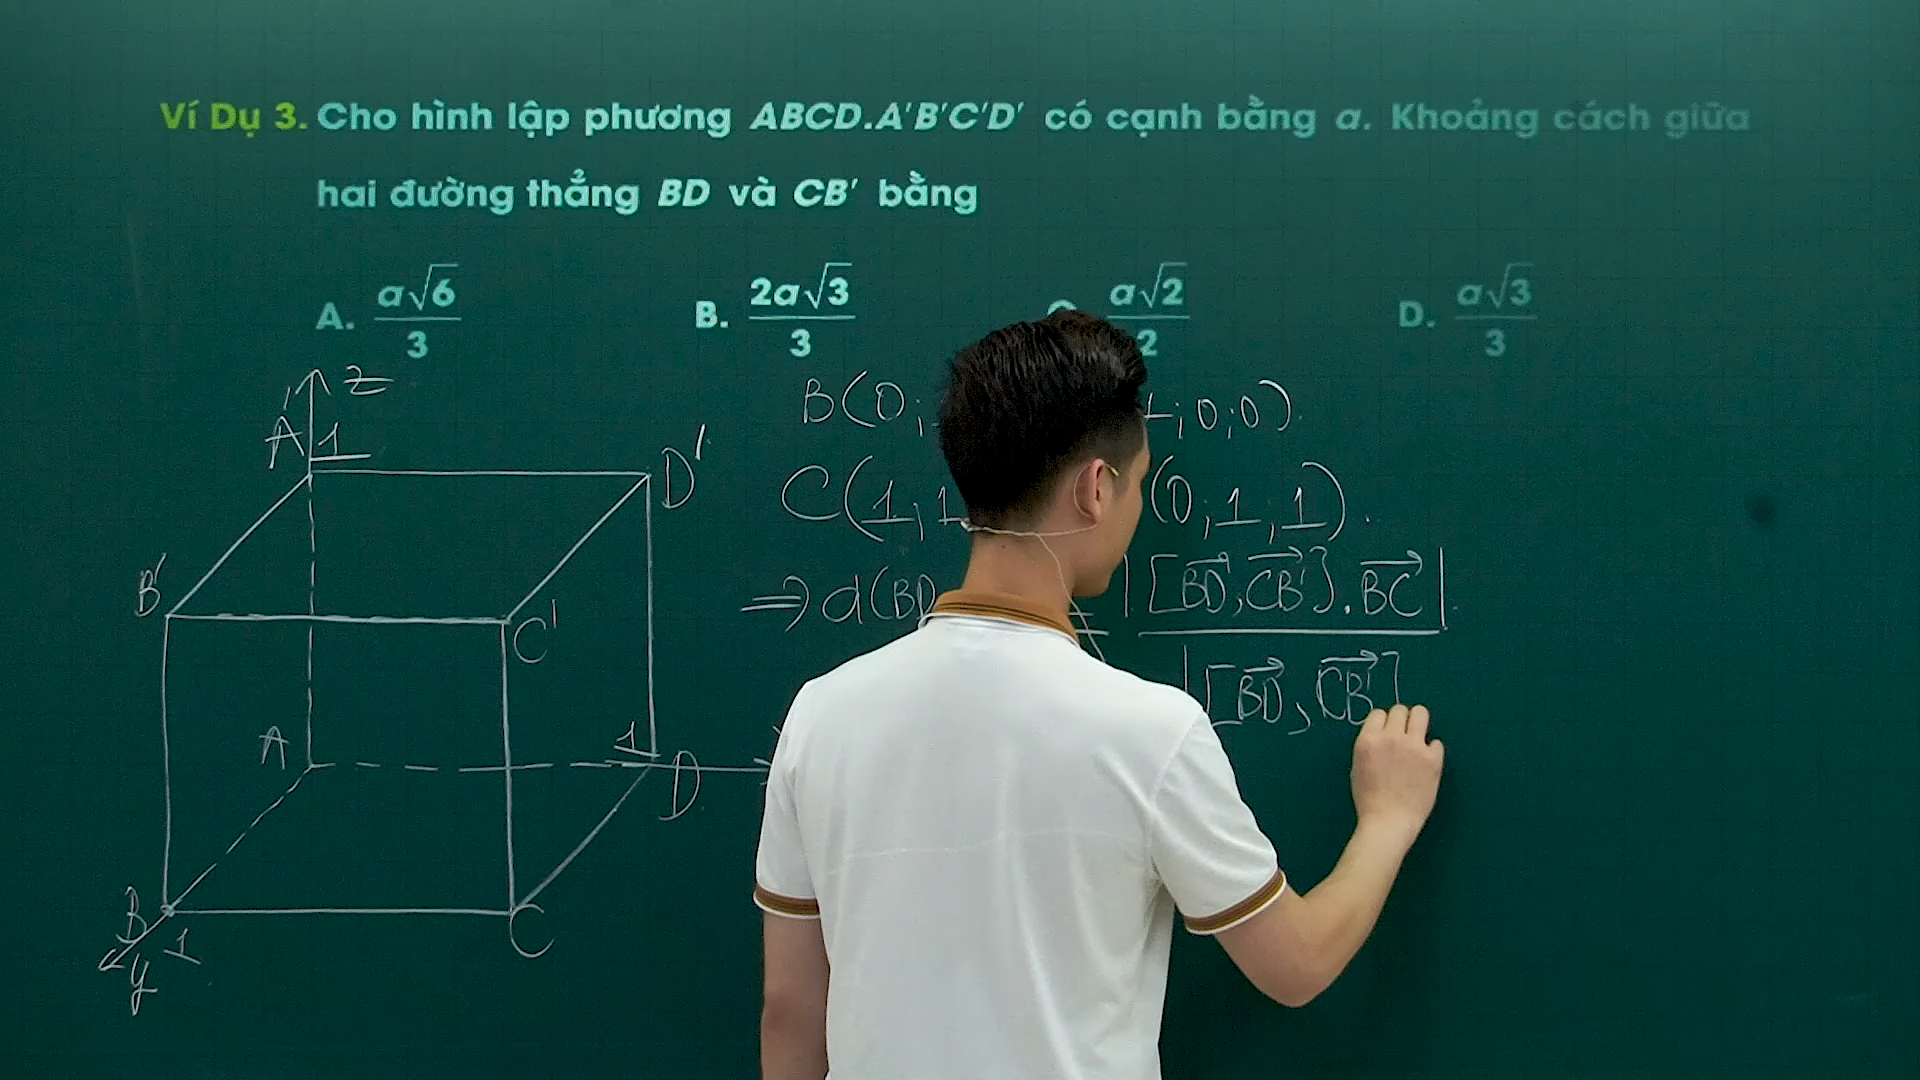 Ví Dụ 3. Cho hình lập phương ABCD.A'B'C'D' có cạnh bằng a. Khoảng cách giữa
hai đường thẳng BD và CB' bằng
A. a√6/3 B. 2a√3/3 a√2/2 D. a√3/3
z
A' 1
D'
B'
C'
A
1
D
B
1
C
y
B(0; ;0;0).
C(1;1 (0;1;1).
⇒ d(BD = |[BD→,CB'→].BC→|
|[BD→,CB'→]